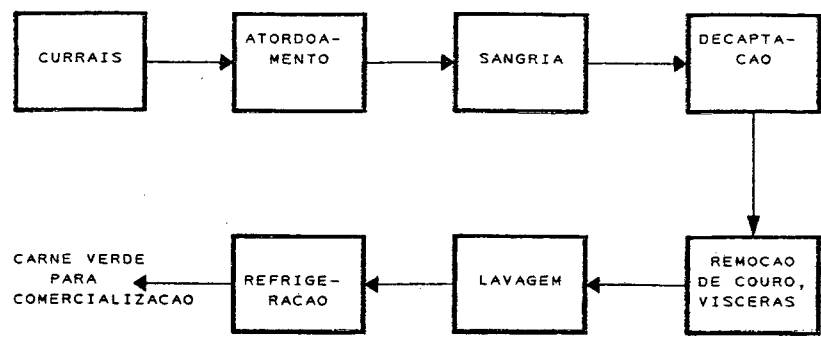 CURRAIS
ATORDOA-
MENTO
SANGRIA
DECAPTA-
CAO
REMOCAO
DE COURO,
VISCERAS
LAVAGEM
REFRIGE-
RACAO
CARNE VERDE
PARA
COMERCIALIZACAO